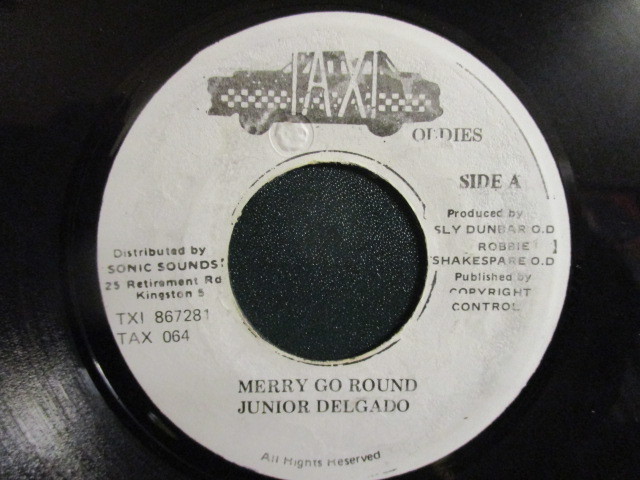 TAXI
OLDIES
SIDE A
Produced by
SLY DUNBAR O.D
ROBBIE
SHAKESPARE O.D
Published by
COPYRIGHT
CONTROL
Distributed by
SONIC SOUNDS
25 Retirement Rd
Kingston 5
TXI 867281
TAX 064
MERRY GO ROUND
JUNIOR DELGADO
All Rights Reserved